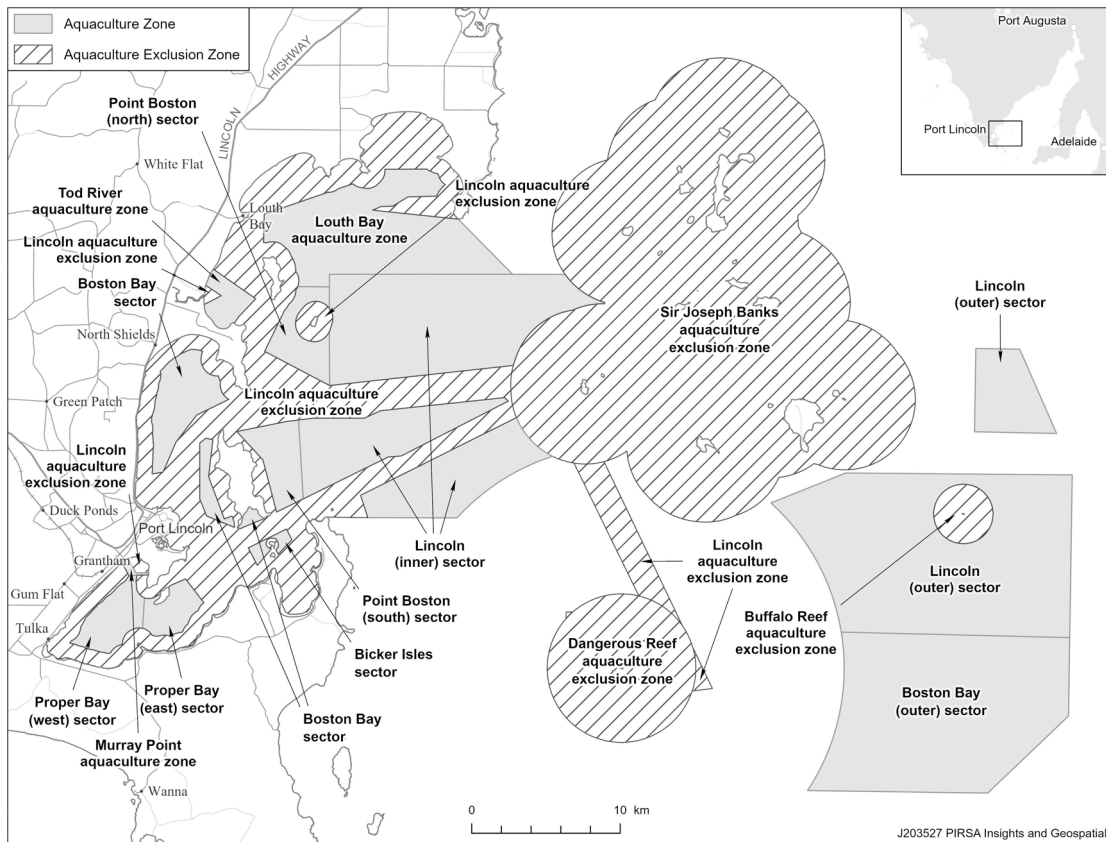 Aquaculture Zone
Aquaculture Exclusion Zone
Port Augusta
Port Lincoln
Adelaide
LINCOLN
HIGHWAY
Point Boston
(north) sector
White Flat
Tod River
aquaculture zone
Lincoln aquaculture
exclusion zone
Louth
Bay
Lincoln aquaculture
exclusion zone
Louth Bay
aquaculture zone
Boston Bay
sector
North Shields
Sir Joseph Banks
aquaculture
exclusion zone
Lincoln
(outer) sector
Green Patch
Lincoln aquaculture
exclusion zone
Lincoln
aquaculture
exclusion zone
Duck Ponds
Port Lincoln
Grantham
Gum Flat
Tulka
Lincoln
(inner) sector
Lincoln
aquaculture
exclusion zone
Lincoln
(outer) sector
Point Boston
(south) sector
Buffalo Reef
aquaculture
exclusion zone
Bicker Isles
sector
Dangerous Reef
aquaculture
exclusion zone
Proper Bay
(west) sector
Proper Bay
(east) sector
Boston Bay
sector
Boston Bay
(outer) sector
Murray Point
aquaculture zone
Wanna
0 10 km
J203527 PIRSA Insights and Geospatial